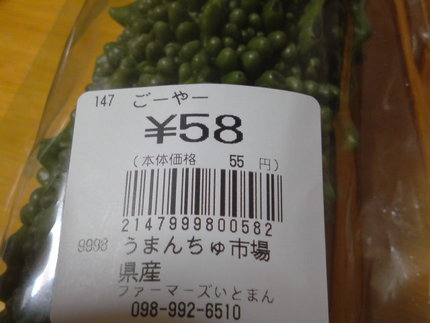 147 ごーやー
¥58
(本体価格 55 円)
2147999800582
9998 うまんちゅ市場
県産
ファーマーズいとまん
098-992-6510